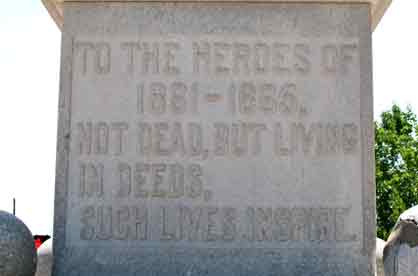 TO THE HEROES OF
1861-1865.
NOT DEAD, BUT LIVING
IN DEEDS,
SUCH LIVES INSPIRE.